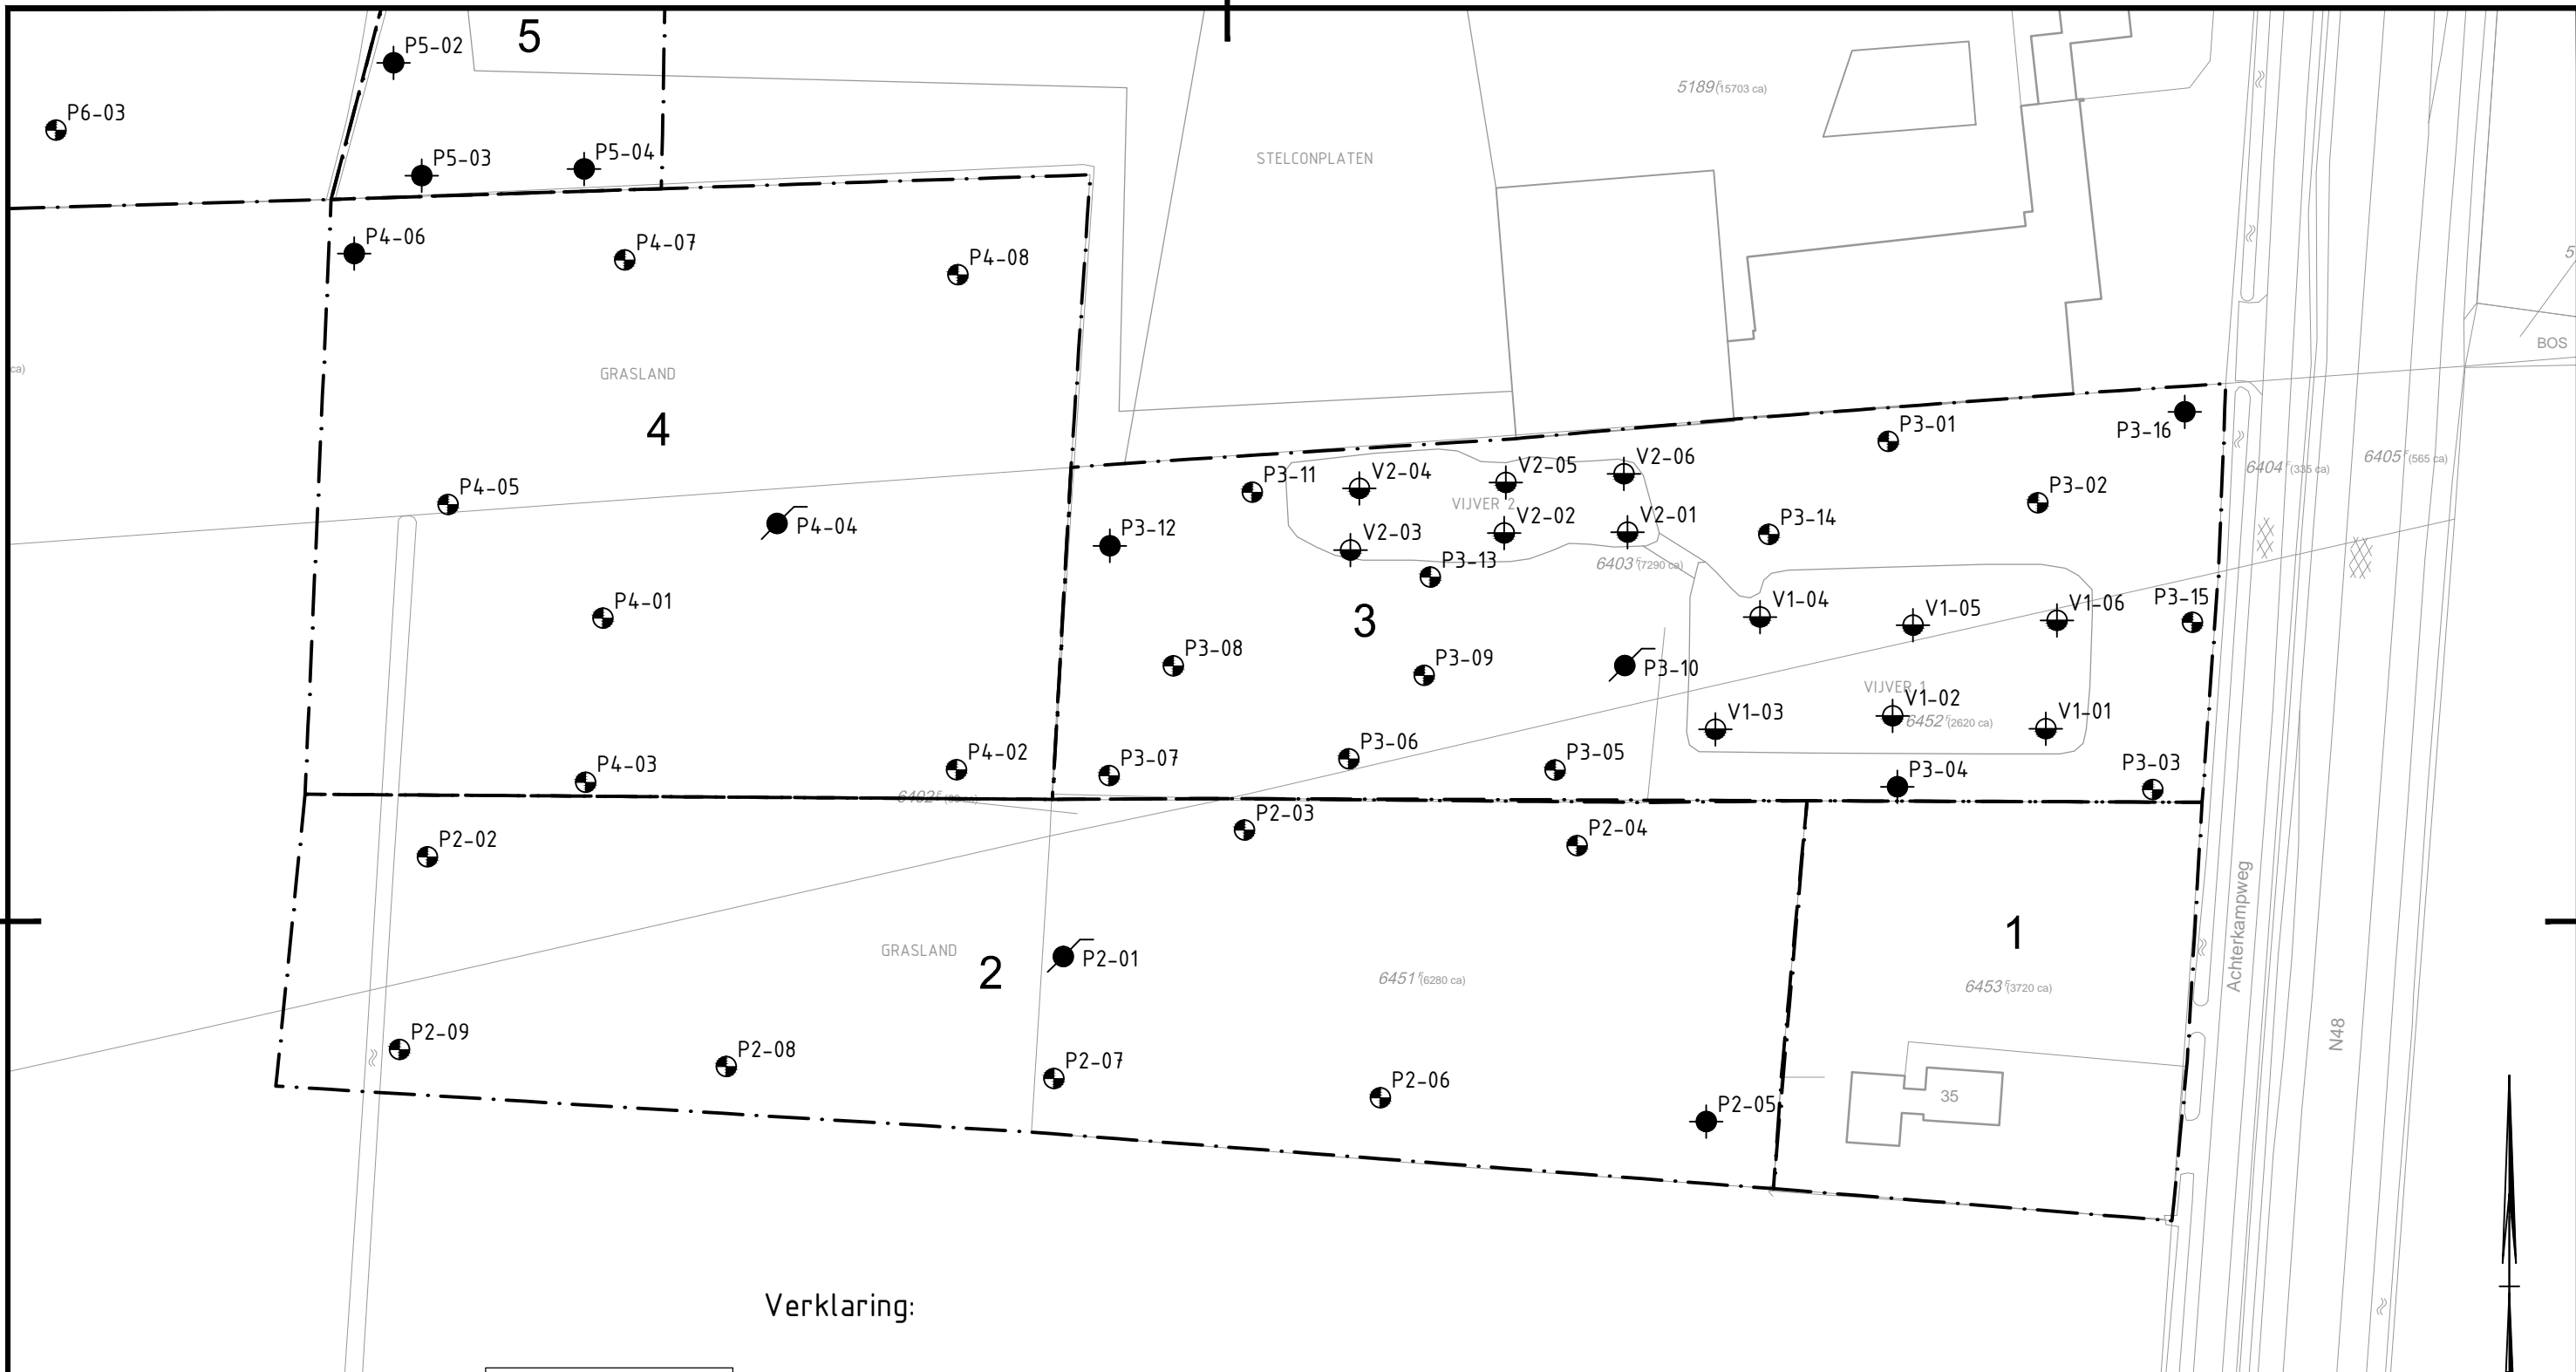 5
P5-02
5189 F (15703 ca)
P6-03
P5-03
P5-04
STELCONPLATEN
P4-06
P4-07
P4-08
BOS
ca)
GRASLAND
4
P3-01
P3-16
6404 F (335 ca)
6405 F (565 ca)
P3-11
V2-04
V2-05
V2-06
P4-05
VIJVER 2
P3-02
P4-04
P3-12
V2-03
V2-02
V2-01
P3-14
P3-13
6403 F (7290 ca)
P4-01
3
V1-04
V1-05
V1-06
P3-15
P3-08
P3-09
P3-10
VIJVER 1
V1-02
V1-03
6452 F (2620 ca)
V1-01
P4-03
P4-02
P3-07
P3-06
P3-05
P3-04
P3-03
6402 F
P2-02
P2-03
P2-04
GRASLAND
2
P2-01
6451 F (6280 ca)
1
6453 F (3720 ca)
Achterkampweg
N48
P2-09
P2-08
P2-07
P2-06
P2-05
35
Verklaring: